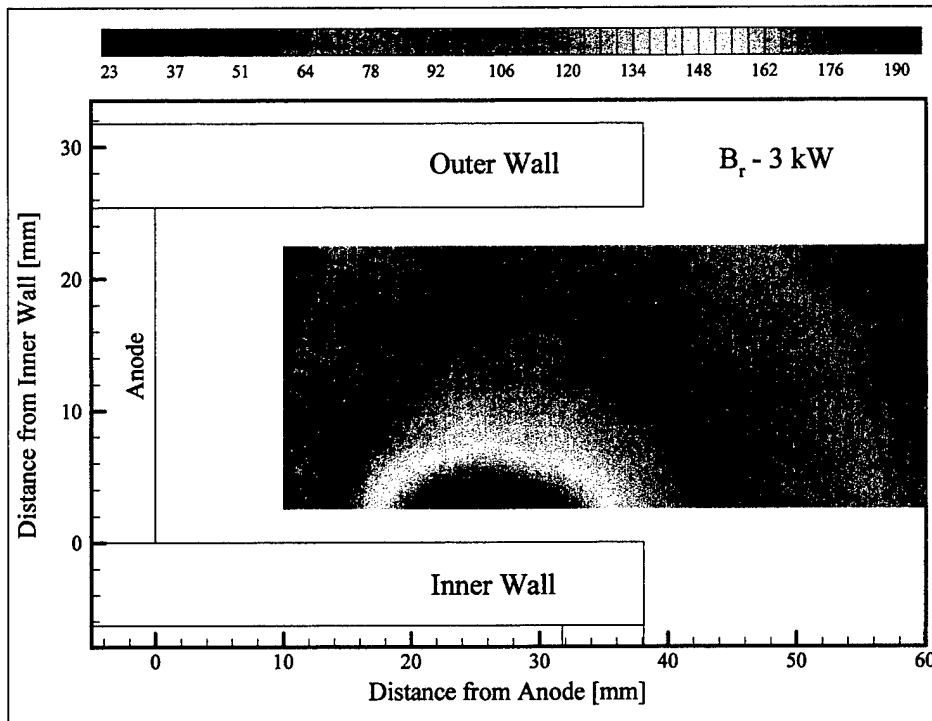 23 37 51 64 78 92 106 120 134 148 162 176 190
Outer Wall
B_r - 3 kW
30
20
10
0
Distance from Inner Wall [mm]
Anode
Inner Wall
0 10 20 30 40 50 60
Distance from Anode [mm]